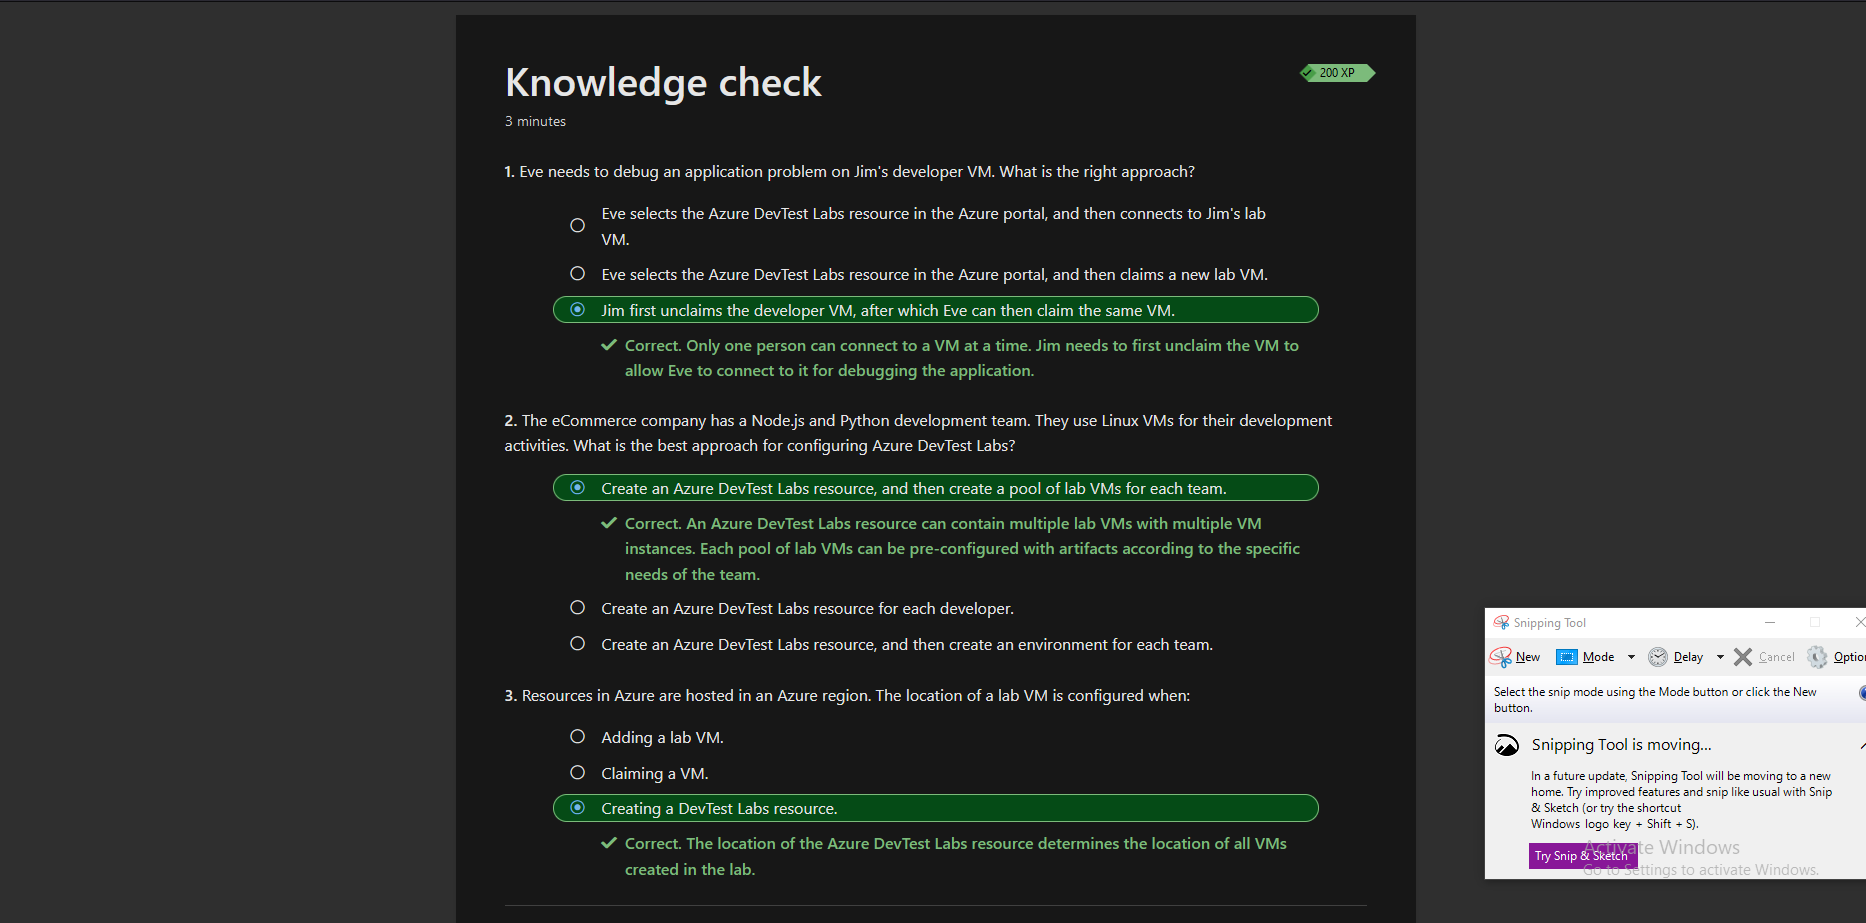 Knowledge check
200 XP
3 minutes
1. Eve needs to debug an application problem on Jim's developer VM. What is the right approach?
Eve selects the Azure DevTest Labs resource in the Azure portal, and then connects to Jim's lab
VM.
Eve selects the Azure DevTest Labs resource in the Azure portal, and then claims a new lab VM.
Jim first unclaims the developer VM, after which Eve can then claim the same VM.
Correct. Only one person can connect to a VM at a time. Jim needs to first unclaim the VM to
allow Eve to connect to it for debugging the application.
2. The eCommerce company has a Node.js and Python development team. They use Linux VMs for their development
activities. What is the best approach for configuring Azure DevTest Labs?
Create an Azure DevTest Labs resource, and then create a pool of lab VMs for each team.
Correct. An Azure DevTest Labs resource can contain multiple lab VMs with multiple VM
instances. Each pool of lab VMs can be pre-configured with artifacts according to the specific
needs of the team.
Create an Azure DevTest Labs resource for each developer.
Create an Azure DevTest Labs resource, and then create an environment for each team.
3. Resources in Azure are hosted in an Azure region. The location of a lab VM is configured when:
Adding a lab VM.
Claiming a VM.
Creating a DevTest Labs resource.
Correct. The location of the Azure DevTest Labs resource determines the location of all VMs
created in the lab.
Snipping Tool
New Mode Delay Cancel Optio
Select the snip mode using the Mode button or click the New
button.
Snipping Tool is moving...
In a future update, Snipping Tool will be moving to a new
home. Try improved features and snip like usual with Snip
& Sketch (or try the shortcut
Windows logo key + Shift + S).
Try Snip & Sketch
Activate Windows
Go to Settings to activate Windows.